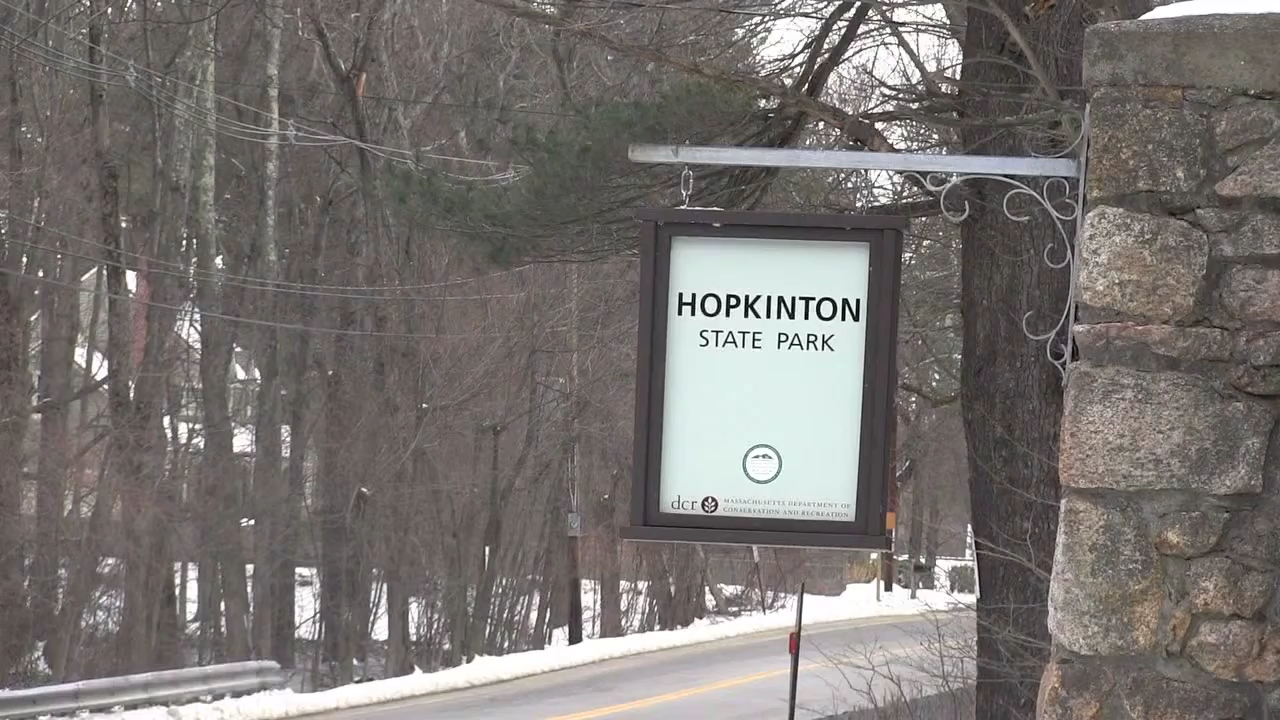 HOPKINTON
STATE PARK
dcr
MASSACHUSETTS DEPARTMENT OF
CONSERVATION AND RECREATION